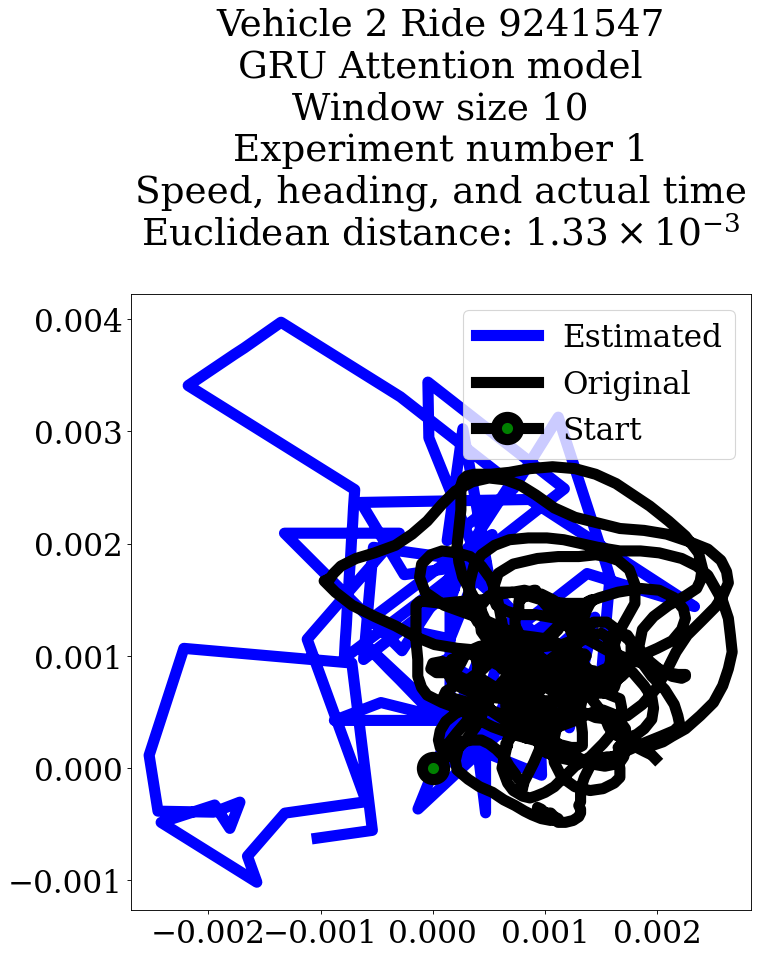 Vehicle 2 Ride 9241547
GRU Attention model
Window size 10
Experiment number 1
Speed, heading, and actual time
Euclidean distance: 1.33 × 10⁻³
Estimated
Original
Start
0.004
0.003
0.002
0.001
0.000
−0.001
−0.002 −0.001 0.000 0.001 0.002